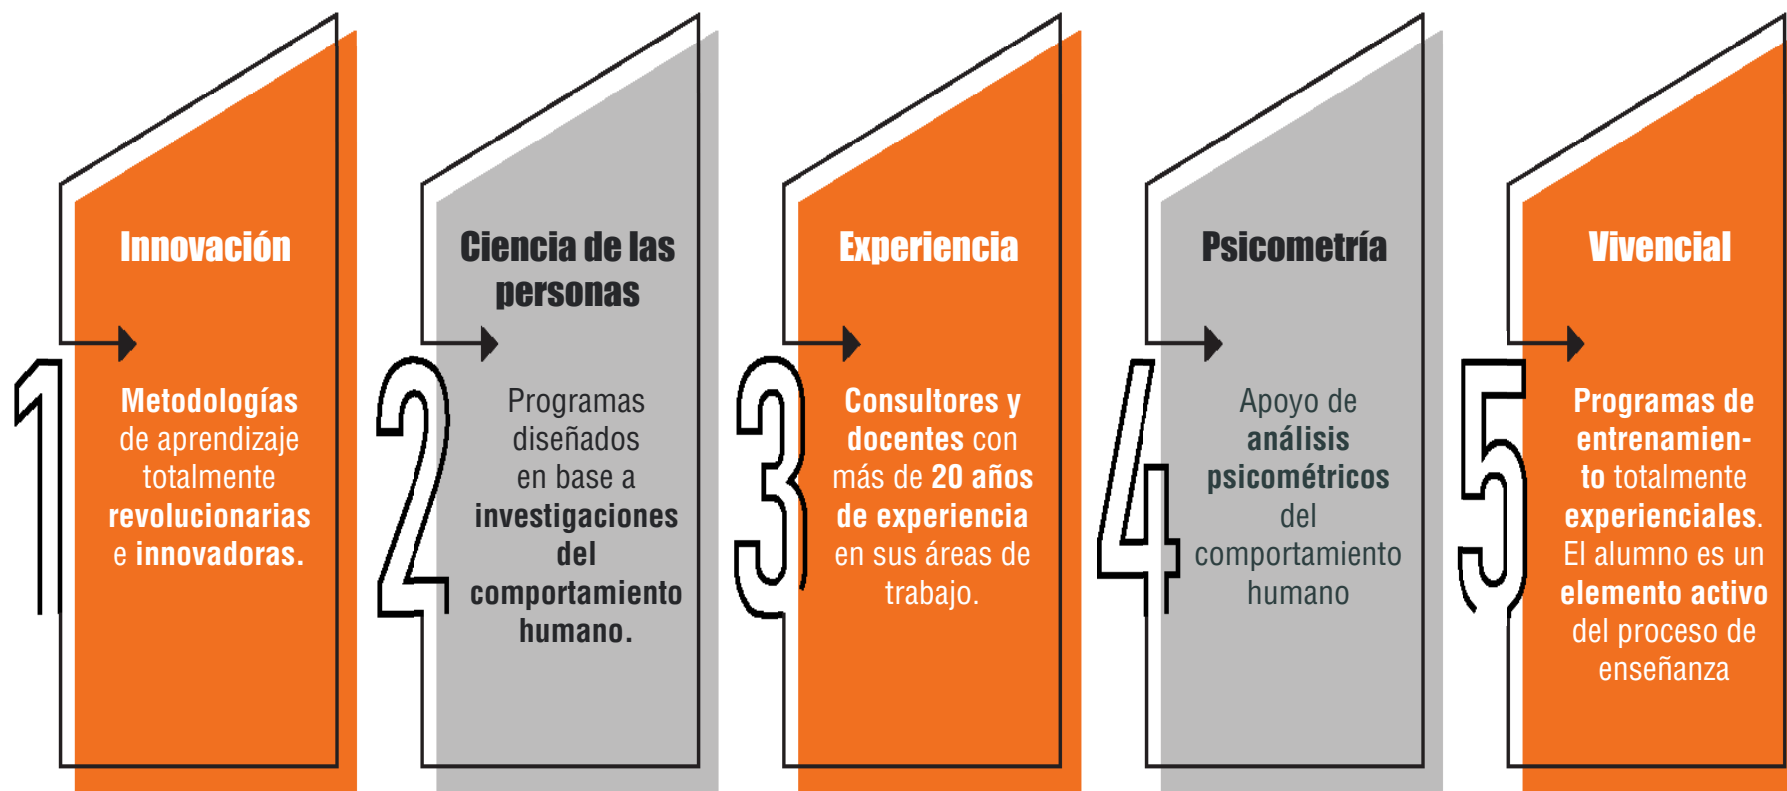 1
Innovación
Metodologías
de aprendizaje
totalmente
revolucionarias
e innovadoras.
2
Ciencia de las
personas
Programas
diseñados
en base a
investigaciones
del
comportamiento
humano.
3
Experiencia
Consultores y
docentes con
más de 20 años
de experiencia
en sus áreas de
trabajo.
4
Psicometría
Apoyo de
análisis
psicométricos
del
comportamiento
humano
5
Vivencial
Programas de
entrenamien-
to totalmente
experienciales.
El alumno es un
elemento activo
del proceso de
enseñanza